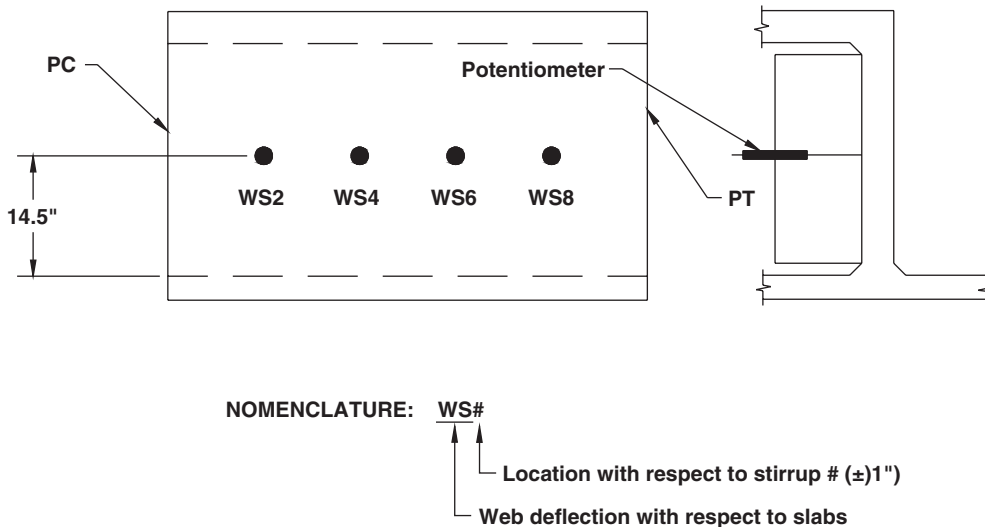 PC
Potentiometer
WS2
WS4
WS6
WS8
PT
14.5"
NOMENCLATURE: WS#
Location with respect to stirrup # (±)1")
Web deflection with respect to slabs